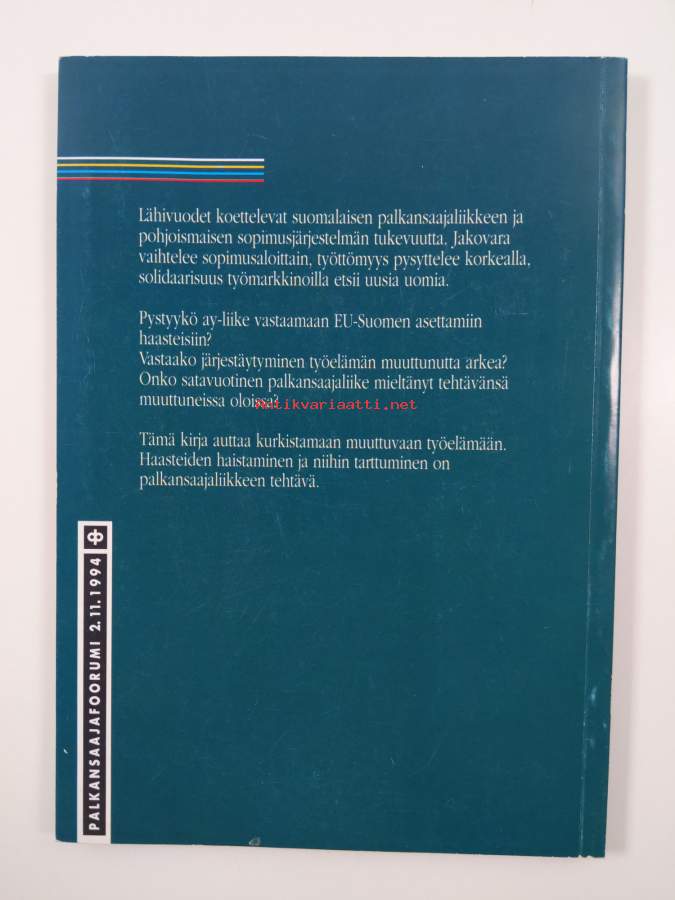 Lähivuodet koettelevat suomalaisen palkansaajaliikkeen ja
pohjoismaisen sopimusjärjestelmän tukevuutta. Jakovara
vaihtelee sopimusaloittain, työttömyys pysyttelee korkealla,
solidaarisuus työmarkkinoilla etsii uusia uomia.
Pystyykö ay-liike vastaamaan EU-Suomen asettamiin
haasteisiin?
Vastaako järjestäytyminen työelämän muuttunutta arkea?
Onko satavuotinen palkansaajaliike mieltänyt tehtävänsä
muuttuneissa oloissa?
Antikvariaatti.net
Tämä kirja auttaa kurkistamaan muuttuvaan työelämään.
Haasteiden haistaminen ja niihin tarttuminen on
palkansaajaliikkeen tehtävä.
PALKANSAAJAFOORUMI 2.11.1994